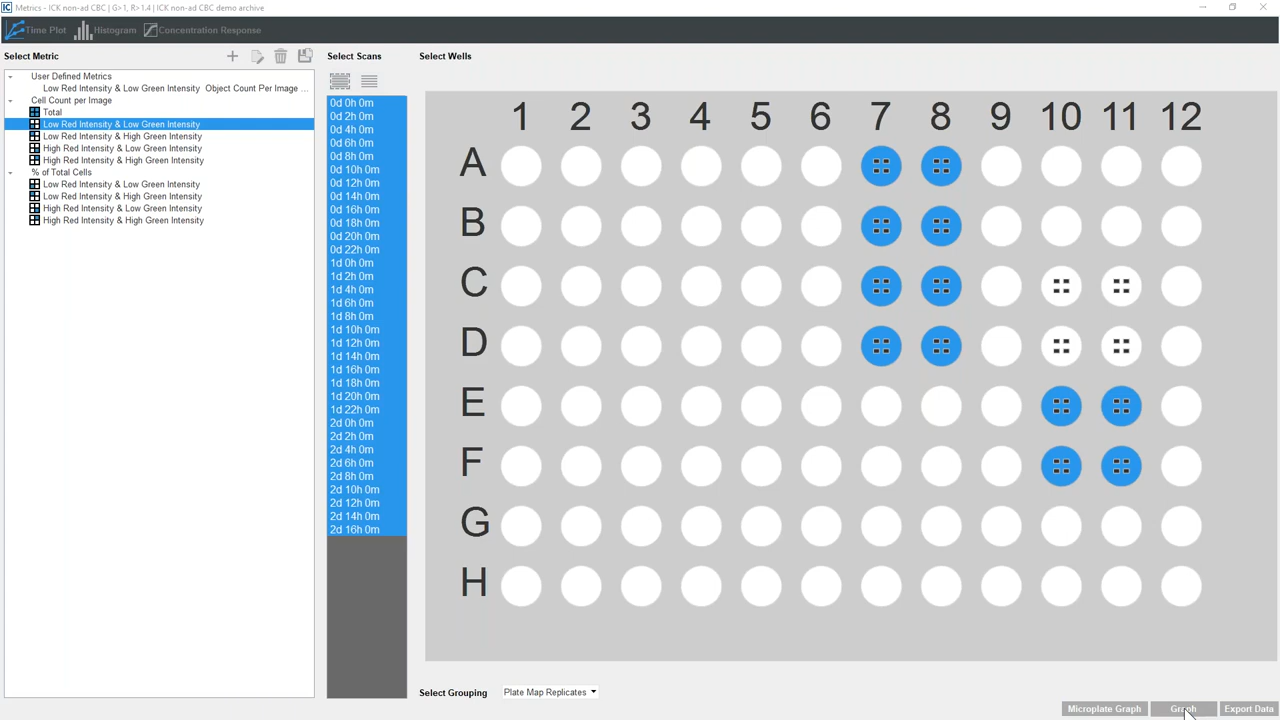 Metrics - ICK non-ad CBC | G>1, R>1.4 | ICK non-ad CBC demo archive
Time Plot Histogram Concentration Response
Select Metric
User Defined Metrics
Low Red Intensity & Low Green Intensity Object Count Per Image ...
Cell Count per Image
Total
Low Red Intensity & Low Green Intensity
Low Red Intensity & High Green Intensity
High Red Intensity & Low Green Intensity
High Red Intensity & High Green Intensity
% of Total Cells
Low Red Intensity & Low Green Intensity
Low Red Intensity & High Green Intensity
High Red Intensity & Low Green Intensity
High Red Intensity & High Green Intensity
Select Scans
0d 0h 0m
0d 2h 0m
0d 4h 0m
0d 6h 0m
0d 8h 0m
0d 10h 0m
0d 12h 0m
0d 14h 0m
0d 16h 0m
0d 18h 0m
0d 20h 0m
0d 22h 0m
1d 0h 0m
1d 2h 0m
1d 4h 0m
1d 6h 0m
1d 8h 0m
1d 10h 0m
1d 12h 0m
1d 14h 0m
1d 16h 0m
1d 18h 0m
1d 20h 0m
1d 22h 0m
2d 0h 0m
2d 2h 0m
2d 4h 0m
2d 6h 0m
2d 8h 0m
2d 10h 0m
2d 12h 0m
2d 14h 0m
2d 16h 0m
Select Wells
1 2 3 4 5 6 7 8 9 10 11 12
A
B
C
D
E
F
G
H
Select Grouping Plate Map Replicates
Microplate Graph Graph Export Data